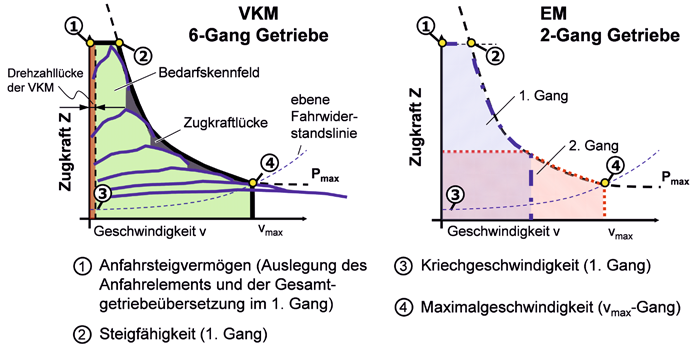 VKM
6-Gang Getriebe
①
②
Zugkraft Z
Drehzahllücke
der VKM
Bedarfskennfeld
Zugkraftlücke
ebene
Fahrwider-
standslinie
④
③
Pmax
Geschwindigkeit v
vmax
EM
2-Gang Getriebe
①
②
Zugkraft Z
1. Gang
2. Gang
④
③
Pmax
Geschwindigkeit v
vmax
① Anfahrsteigvermögen (Auslegung des
Anfahrelements und der Gesamt-
getriebeübersetzung im 1. Gang)
② Steigfähigkeit (1. Gang)
③ Kriechgeschwindigkeit (1. Gang)
④ Maximalgeschwindigkeit (vmax-Gang)